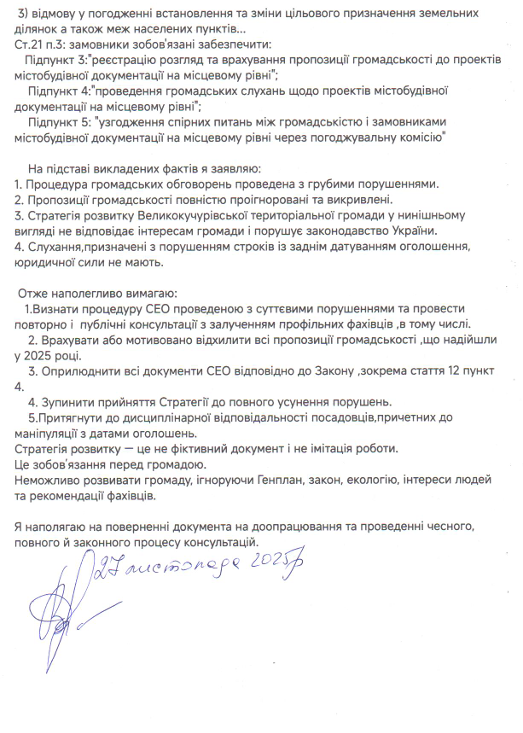 3) відмову у погодженні встановлення та зміни цільового призначення земельних
ділянок а також меж населених пунктів...
Ст.21 п.3: замовники зобов'язані забезпечити:
Підпункт 3:"реєстрацію розгляд та врахування пропозиції громадськості до проектів
містобудівної документації на місцевому рівні";
Підпункт 4:"проведення громадських слухань щодо проектів містобудівної
документації на місцевому рівні";
Підпункт 5: "узгодження спірних питань між громадськістю і замовниками
містобудівної документації на місцевому рівні через погоджувальну комісію"
На підставі викладених фактів я заявляю:
1. Процедура громадських обговорень проведена з грубими порушеннями.
2. Пропозиції громадськості повністю проігноровані та викривлені.
3. Стратегія розвитку Великокучурівської територіальної громади у нинішньому
вигляді не відповідає інтересам громади і порушує законодавство України.
4. Слухання,призначені з порушенням строків із заднім датуванням оголошення,
юридичної сили не мають.
Отже наполегливо вимагаю:
1.Визнати процедуру СЕО проведеною з суттєвими порушеннями та провести
повторно і публічні консультації з залученням профільних фахівців ,в тому числі.
2. Врахувати або мотивовано відхилити всі пропозиції громадськості ,що надійшли
у 2025 році.
3. Оприлюднити всі документи СЕО відповідно до Закону ,зокрема стаття 12 пункт
4.
4. Зупинити прийняття Стратегії до повного усунення порушень.
5.Притягнути до дисциплінарної відповідальності посадовців,причетних до
маніпуляції з датами оголошень.
Стратегія розвитку — це не фіктивний документ і не імітація роботи.
Це зобов'язання перед громадою.
Неможливо розвивати громаду, ігноруючи Генплан, закон, екологію, інтереси людей
та рекомендації фахівців.
Я наполягаю на поверненні документа на доопрацювання та проведенні чесного,
повного й законного процесу консультацій.
27 листопада 2025р